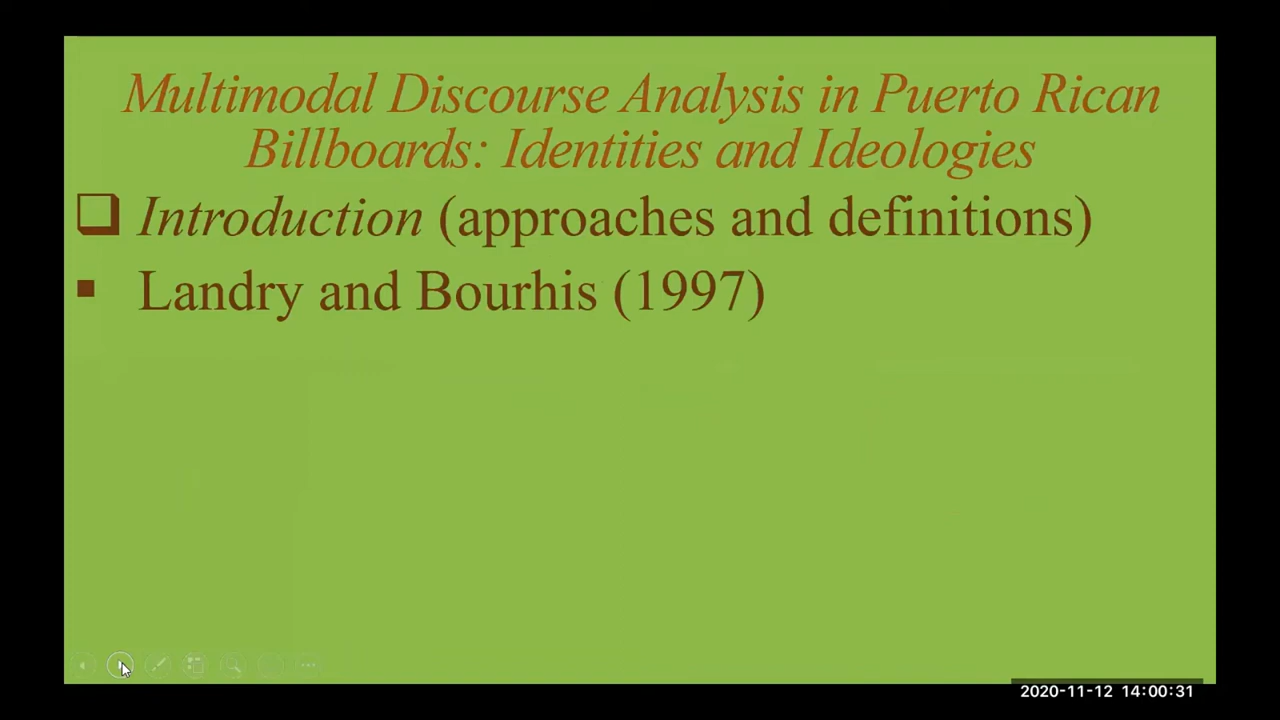 Multimodal Discourse Analysis in Puerto Rican
Billboards: Identities and Ideologies
Introduction (approaches and definitions)
Landry and Bourhis (1997)
2020-11-12 14:00:31